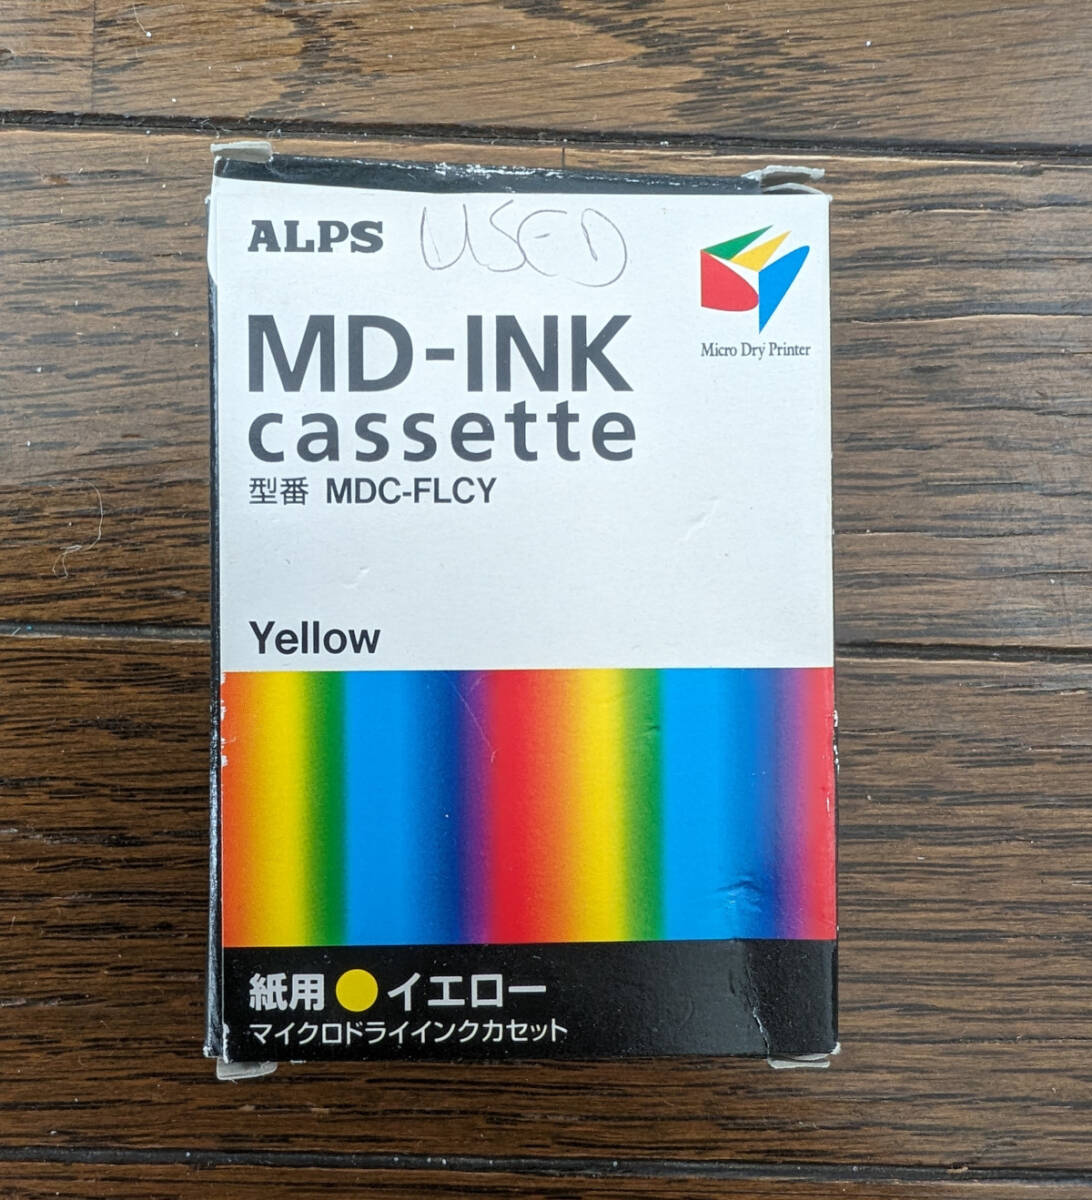 ALPS USED
Micro Dry Printer
MD-INK
cassette
型番 MDC-FLCY
Yellow
紙用 イエロー
マイクロドライインクカセット